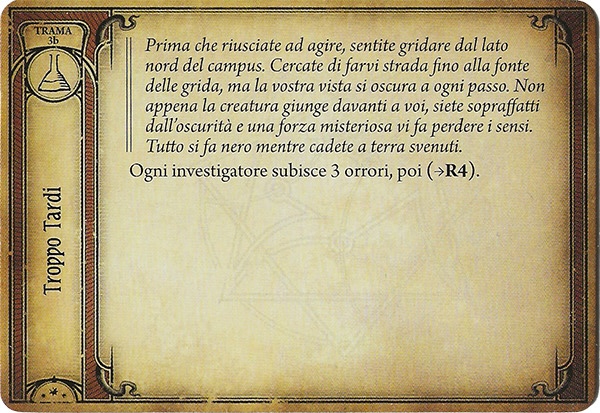 TRAMA
3b
Troppo Tardi
Prima che riusciate ad agire, sentite gridare dal lato
nord del campus. Cercate di farvi strada fino alla fonte
delle grida, ma la vostra vista si oscura a ogni passo. Non
appena la creatura giunge davanti a voi, siete sopraffatti
dall'oscurità e una forza misteriosa vi fa perdere i sensi.
Tutto si fa nero mentre cadete a terra svenuti.
Ogni investigatore subisce 3 orrori, poi (→R4).